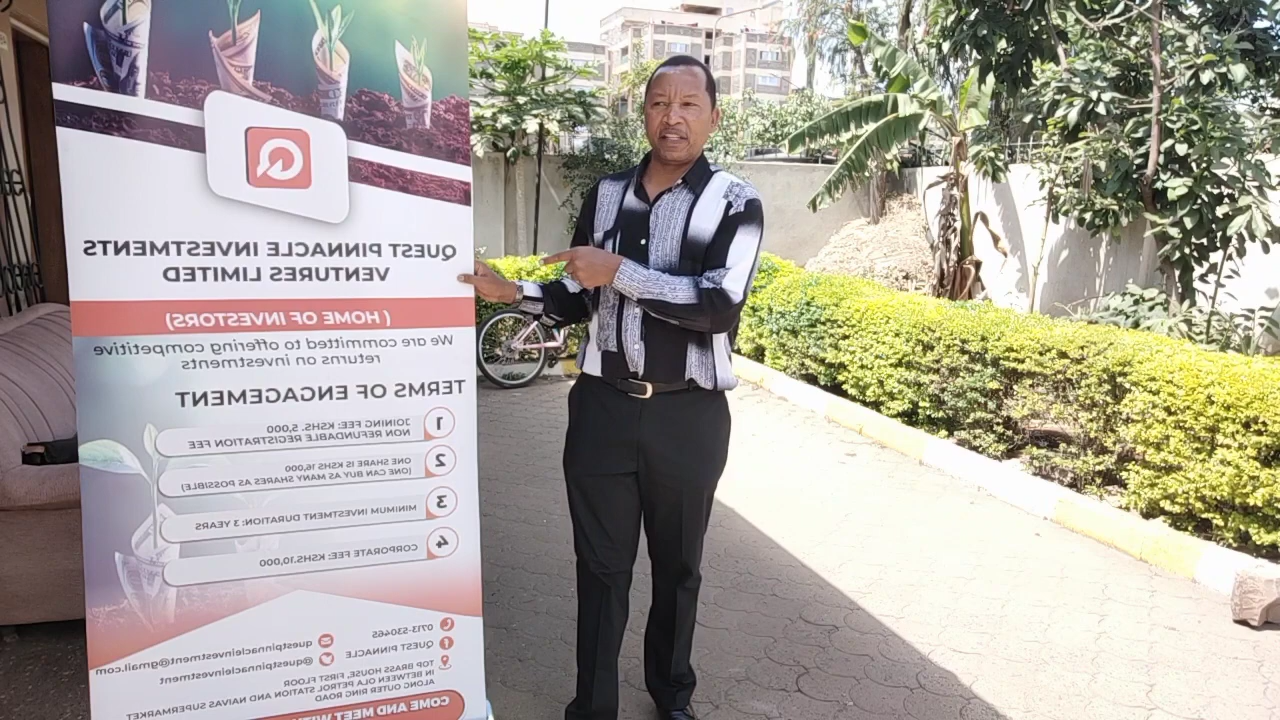 QUEST PINNACLE INVESTMENTS
VENTURES LIMITED
( HOME OF INVESTORS)
We are committed to offering competitive
returns on investments
TERMS OF ENGAGEMENT
1
JOINING FEE: KSHS. 5,000
NON REFUNDABLE REGISTRATION FEE
2
ONE SHARE IS KSHS 16,000
(ONE CAN BUY AS MANY SHARES AS POSSIBLE)
3
MINIMUM INVESTMENT DURATION: 3 YEARS
4
CORPORATE FEE: KSHS.10,000
0713-530465
questpinnacleinvestment@gmail.com
QUEST PINNACLE
@questpinnacleinvestment
TOP BRASS HOUSE, FIRST FLOOR
IN BETWEEN OLA PETROL STATION AND NAIVAS SUPERMARKET
ALONG OUTER RING ROAD
COME AND MEET WITH